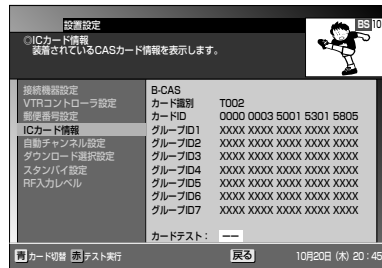 設置設定
BS 10
◎ICカード情報
装着されているCASカード情報を表示します。
接続機器設定
VTRコントローラ設定
郵便番号設定
ICカード情報
自動チャンネル設定
ダウンロード選択設定
スタンバイ設定
RF入力レベル
B-CAS
カード識別 T002
カードID 0000 0003 5001 5301 5805
グループID1 XXXX XXXX XXXX XXXX XXXX
グループID2 XXXX XXXX XXXX XXXX XXXX
グループID3 XXXX XXXX XXXX XXXX XXXX
グループID4 XXXX XXXX XXXX XXXX XXXX
グループID5 XXXX XXXX XXXX XXXX XXXX
グループID6 XXXX XXXX XXXX XXXX XXXX
グループID7 XXXX XXXX XXXX XXXX XXXX
カードテスト： −−
青 カード切替 赤 テスト実行 戻る 10月20日 (木) 20：45